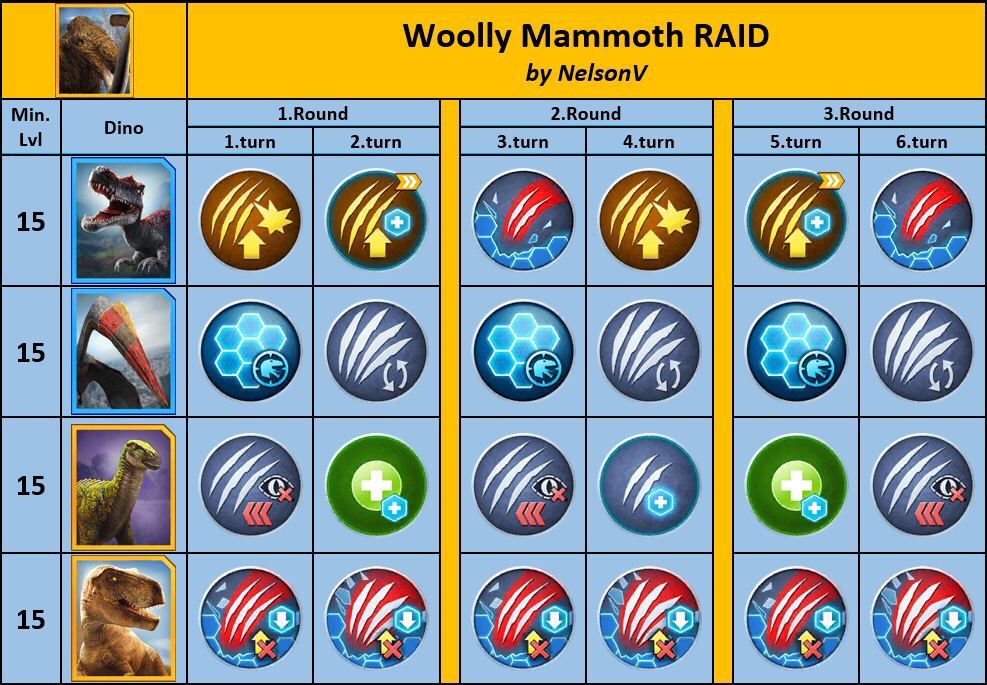 Woolly Mammoth RAID
by NelsonV
Min. Lvl
Dino
1.Round
2.Round
3.Round
1.turn
2.turn
3.turn
4.turn
5.turn
6.turn
15
15
15
15